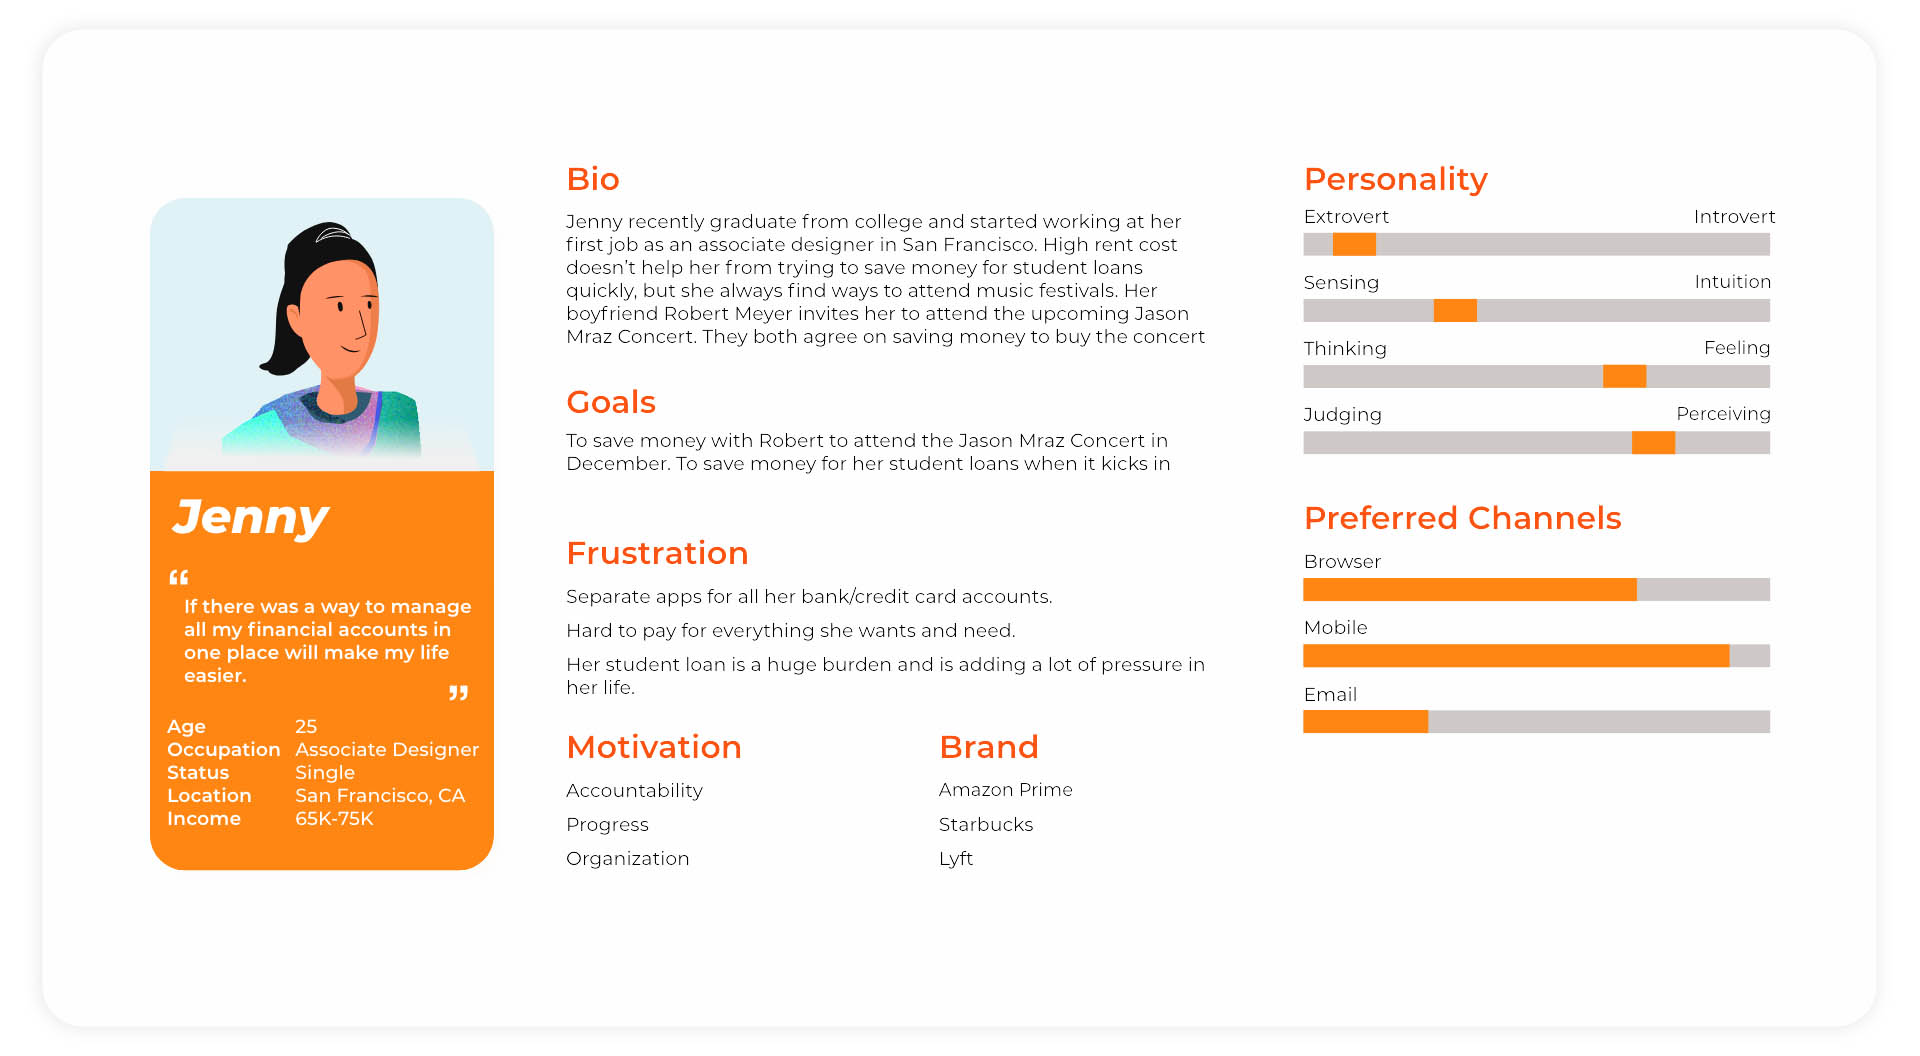 Jenny
“
If there was a way to manage
all my financial accounts in
one place will make my life
easier.
”
Age 25
Occupation Associate Designer
Status Single
Location San Francisco, CA
Income 65K-75K
Bio
Jenny recently graduate from college and started working at her
first job as an associate designer in San Francisco. High rent cost
doesn’t help her from trying to save money for student loans
quickly, but she always find ways to attend music festivals. Her
boyfriend Robert Meyer invites her to attend the upcoming Jason
Mraz Concert. They both agree on saving money to buy the concert
Goals
To save money with Robert to attend the Jason Mraz Concert in
December. To save money for her student loans when it kicks in
Frustration
Separate apps for all her bank/credit card accounts.
Hard to pay for everything she wants and need.
Her student loan is a huge burden and is adding a lot of pressure in
her life.
Motivation
Accountability
Progress
Organization
Brand
Amazon Prime
Starbucks
Lyft
Personality
Extrovert Introvert
Sensing Intuition
Thinking Feeling
Judging Perceiving
Preferred Channels
Browser
Mobile
Email